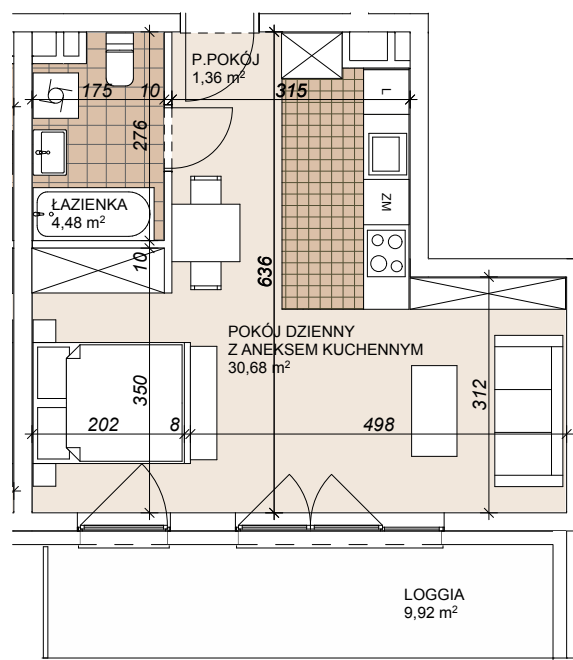 P.POKÓJ
1,36 m²
175
10
315
L
276
ZM
ŁAZIENKA
4,48 m²
10
636
POKÓJ DZIENNY
Z ANEKSEM KUCHENNYM
30,68 m²
350
312
202
8
498
LOGGIA
9,92 m²